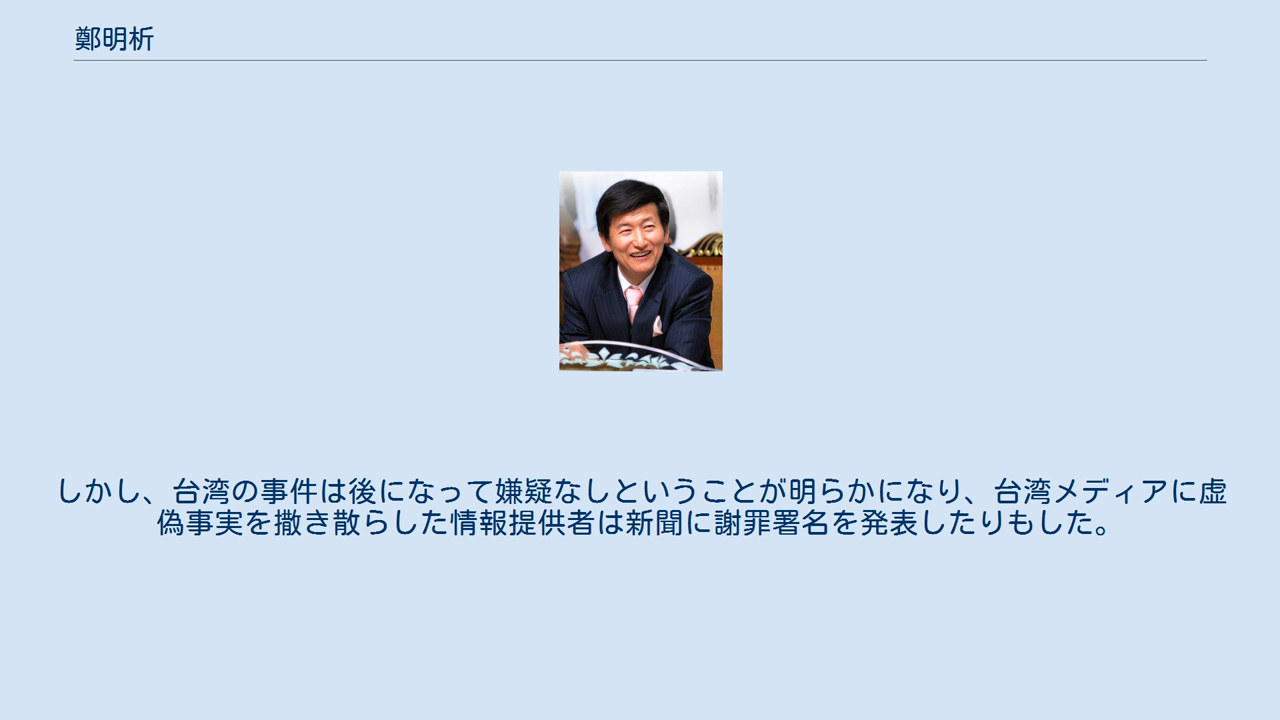 鄭明析
しかし、台湾の事件は後になって嫌疑なしということが明らかになり、台湾メディアに虚
偽事実を撒き散らした情報提供者は新聞に謝罪署名を発表したりもした。